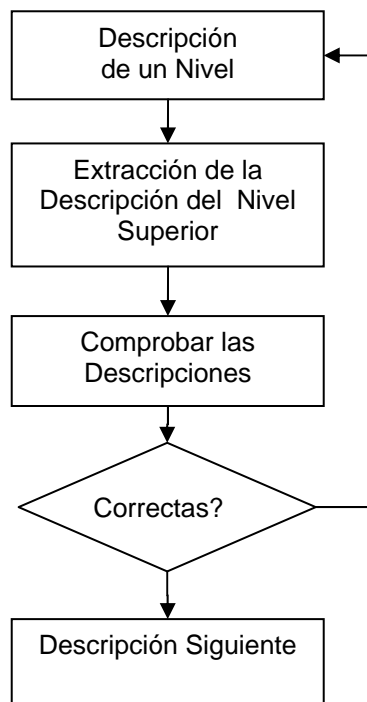 Descripción
de un Nivel
Extracción de la
Descripción del Nivel
Superior
Comprobar las
Descripciones
Correctas?
Descripción Siguiente